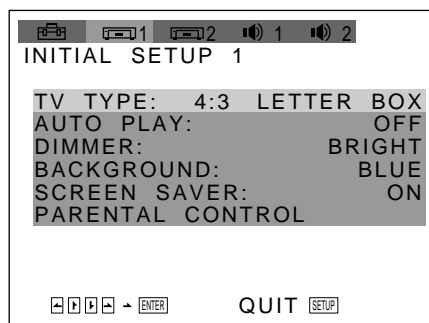 1 2 1 2
INITIAL SETUP 1
TV TYPE: 4:3 LETTER BOX
AUTO PLAY: OFF
DIMMER: BRIGHT
BACKGROUND: BLUE
SCREEN SAVER: ON
PARENTAL CONTROL
ENTER QUIT SETUP